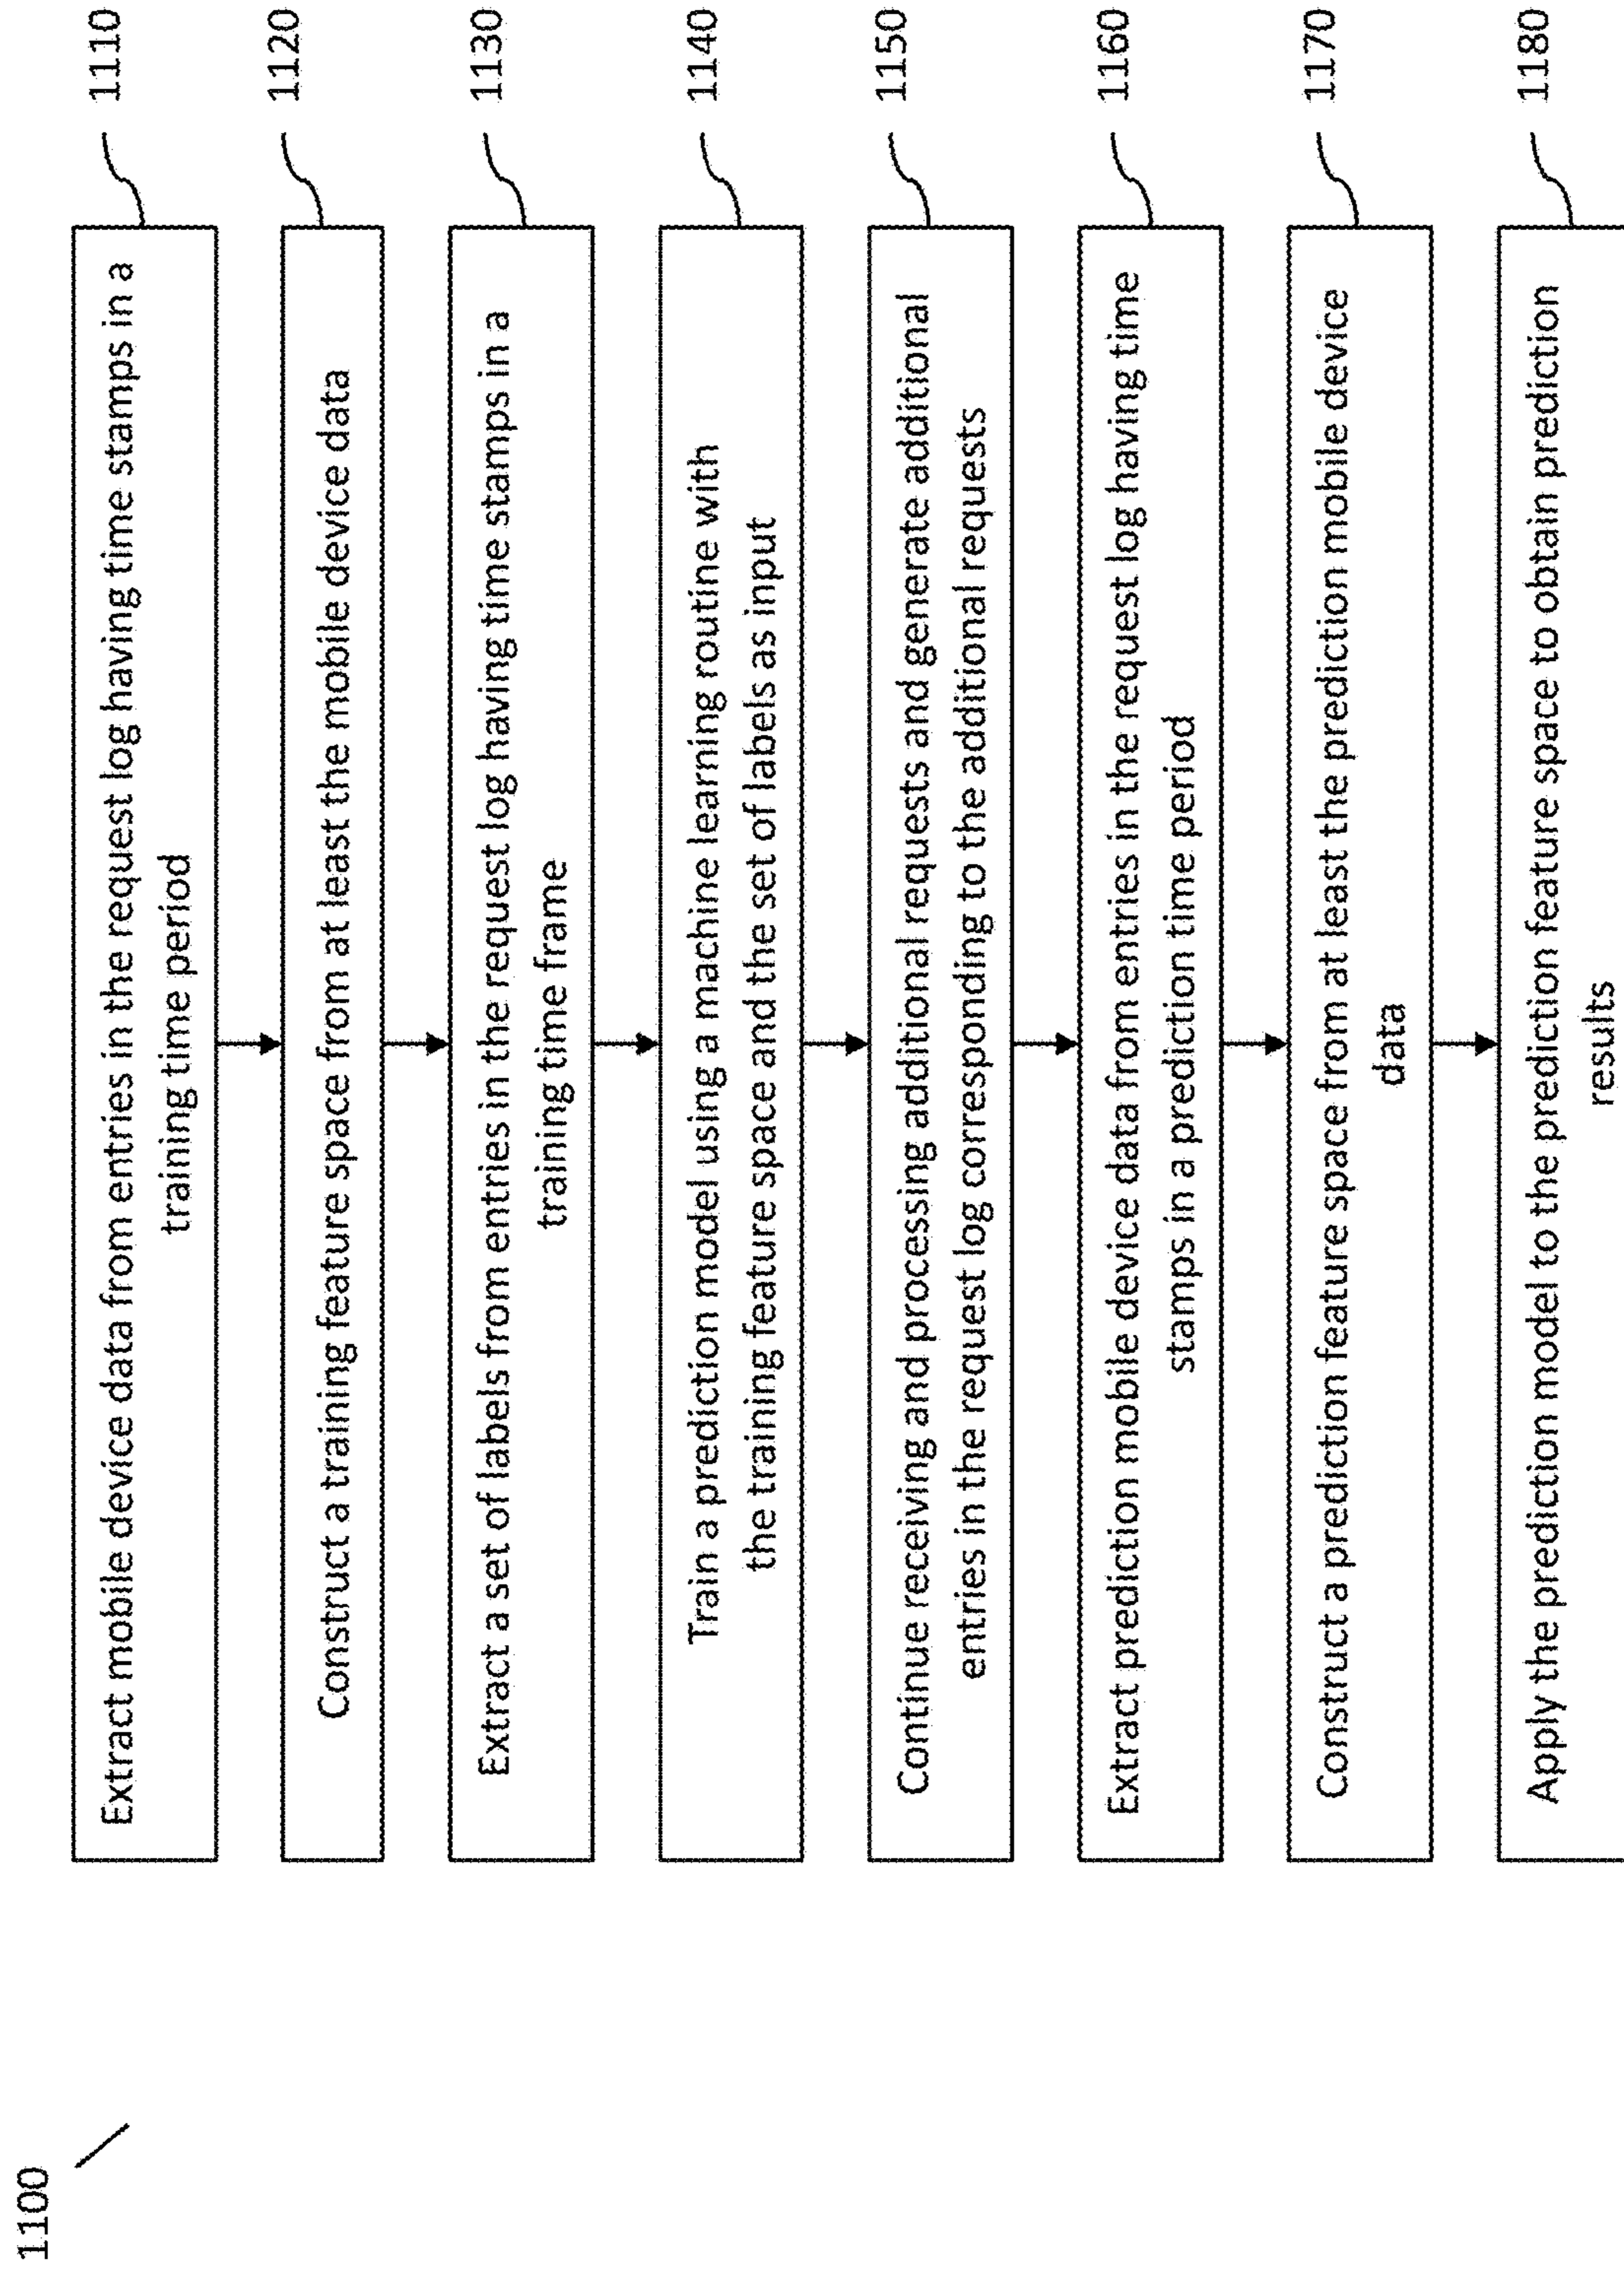 1100
Extract mobile device data from entries in the request log having time stamps in a
training time period
1110
Construct a training feature space from at least the mobile device data
1120
Extract a set of labels from entries in the request log having time stamps in a
training time frame
1130
Train a prediction model using a machine learning routine with
the training feature space and the set of labels as input
1140
Continue receiving and processing additional requests and generate additional
entries in the request log corresponding to the additional requests
1150
Extract prediction mobile device data from entries in the request log having time
stamps in a prediction time period
1160
Construct a prediction feature space from at least the prediction mobile device
data
1170
Apply the prediction model to the prediction feature space to obtain prediction
results
1180